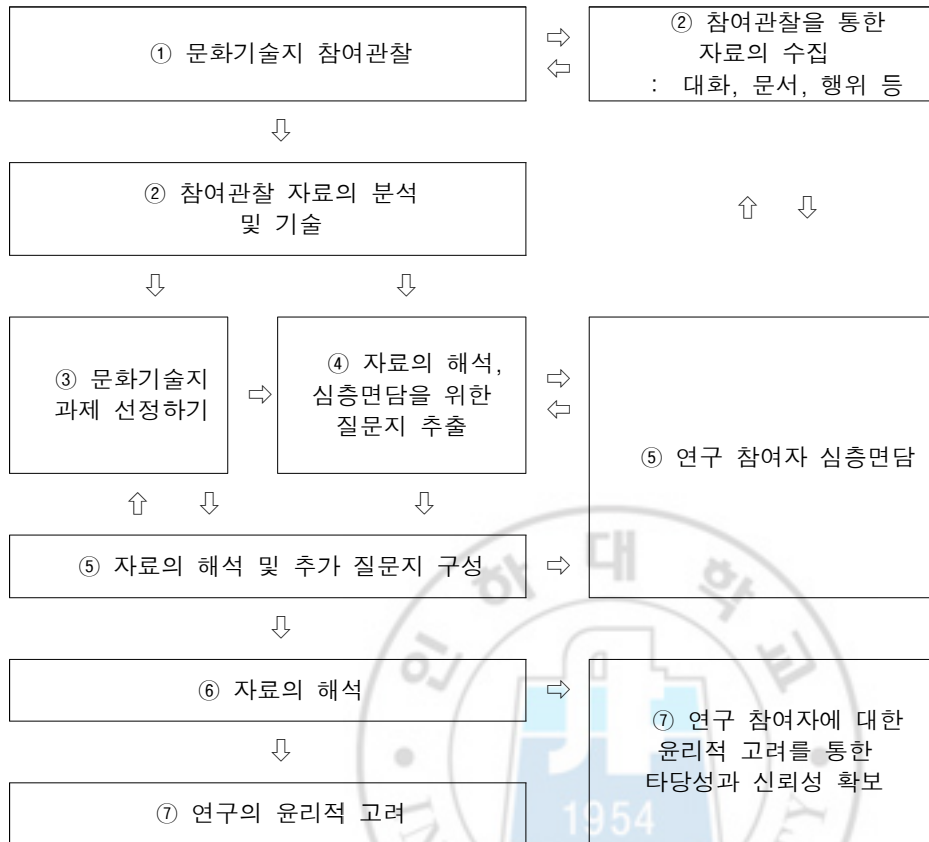 ① 문화기술지 참여관찰
⇨
⇦
② 참여관찰을 통한
자료의 수집
: 대화, 문서, 행위 등
⇩
② 참여관찰 자료의 분석
및 기술
⇧ ⇩
⇩ ⇩
③ 문화기술지
과제 선정하기
⇨
④ 자료의 해석,
심층면담을 위한
질문지 추출
⇨
⇦
⑤ 연구 참여자 심층면담
⇧ ⇩ ⇩
⑤ 자료의 해석 및 추가 질문지 구성
⇨
⇩
⑥ 자료의 해석
⇨
⑦ 연구 참여자에 대한
윤리적 고려를 통한
타당성과 신뢰성 확보
⇩
⑦ 연구의 윤리적 고려
인하대학교
1954